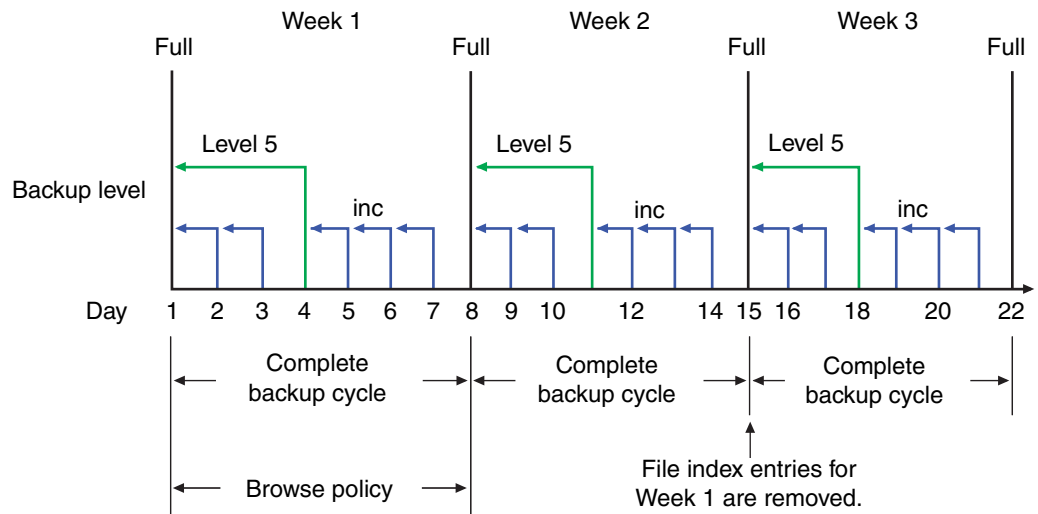 Week 1 Week 2 Week 3
Full Full Full Full
Level 5 Level 5 Level 5
Backup level
inc inc inc
Day 1 2 3 4 5 6 7 8 9 10 12 14 15 16 18 20 22
Complete backup cycle
Complete backup cycle
Complete backup cycle
Browse policy
File index entries for
Week 1 are removed.